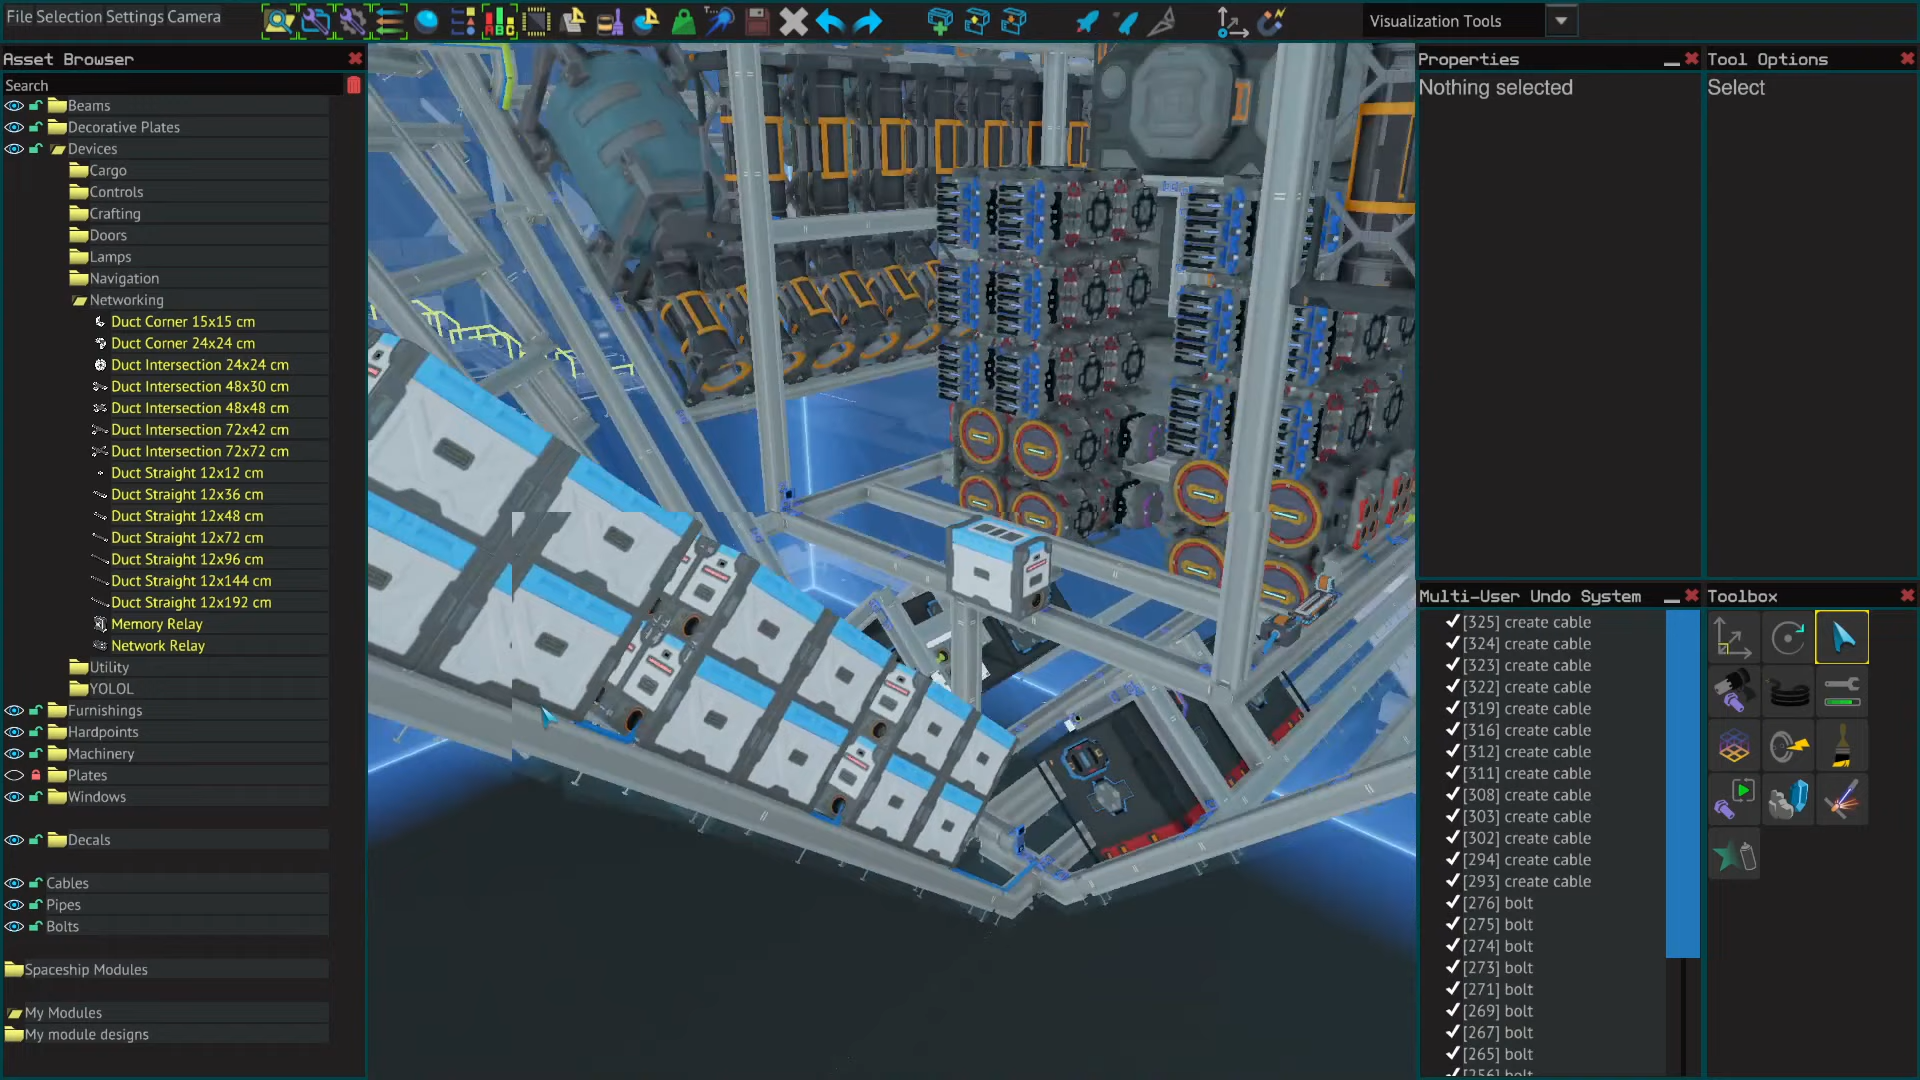 File Selection Settings Camera
Visualization Tools
Asset Browser
Search
Beams
Decorative Plates
Devices
Cargo
Controls
Crafting
Doors
Lamps
Navigation
Networking
Duct Corner 15x15 cm
Duct Corner 24x24 cm
Duct Intersection 24x24 cm
Duct Intersection 48x30 cm
Duct Intersection 48x48 cm
Duct Intersection 72x42 cm
Duct Intersection 72x72 cm
Duct Straight 12x12 cm
Duct Straight 12x36 cm
Duct Straight 12x48 cm
Duct Straight 12x72 cm
Duct Straight 12x96 cm
Duct Straight 12x144 cm
Duct Straight 12x192 cm
Memory Relay
Network Relay
Utility
YOLOL
Furnishings
Hardpoints
Machinery
Plates
Windows
Decals
Cables
Pipes
Bolts
Spaceship Modules
My Modules
My module designs
Properties
Nothing selected
Tool Options
Select
Multi-User Undo System
[325] create cable
[324] create cable
[323] create cable
[322] create cable
[319] create cable
[316] create cable
[312] create cable
[311] create cable
[308] create cable
[303] create cable
[302] create cable
[294] create cable
[293] create cable
[276] bolt
[275] bolt
[274] bolt
[273] bolt
[271] bolt
[269] bolt
[267] bolt
[265] bolt
[256] bolt
Toolbox